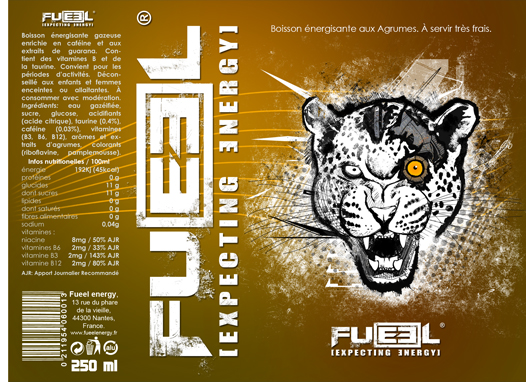 FUEEL®
[EXPECTING ENERGY]
Boisson énergisante gazeuse
enrichie en caféine et aux
extraits de guarana. Con-
tient des vitamines B et de
la taurine. Convient pour les
périodes d'activités. Décon-
seillé aux enfants et femmes
enceintes ou allaitantes. À
consommer avec modération.
Ingrédients: eau gazéifiée,
sucre, glucose, acidifiants
(acide citrique), taurine (0,4%),
caféine (0,03%), vitamines
(B3, B6, B12), arômes et ex-
traits d'agrumes, colorants
(riboflavine, pamplemousse).
Infos nutritionelles / 100ml
énergie 192Kj (45kcal)
protéines 0 g
glucides 11 g
dont sucres 11 g
lipides 0 g
dont saturés 0 g
fibres alimentaires 0 g
sodium 0,04g
vitamines :
niacine 8mg / 50% AJR
vitamines B6 2mg / 33% AJR
vitamine B3 2mg / 143% AJR
vitamine B12 2mg / 80% AJR
AJR: Apport Journalier Recommandé
0 211954 060013
Fueel energy.
13 rue du phare
de la vieille,
44300 Nantes,
France.
www.fueelenergy.fr
alu
250 ml
FUEEL®
[EXPECTING ENERGY]
Boisson énergisante aux Agrumes. À servir très frais.
FUEEL®
[EXPECTING ENERGY]